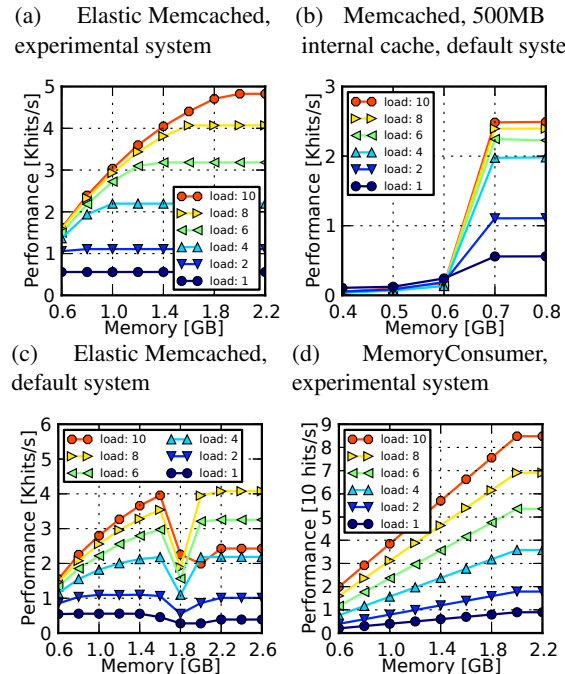 (a) Elastic Memcached,
experimental system
Performance [Khits/s]
5
4
3
2
1
0
load: 10
load: 8
load: 6
load: 4
load: 2
load: 1
0.6 1.0 1.4 1.8 2.2
Memory [GB]
(b) Memcached, 500MB
internal cache, default syste
Performance [Khits/s]
3
2
1
0
load: 10
load: 8
load: 6
load: 4
load: 2
load: 1
0.4 0.5 0.6 0.7 0.8
Memory [GB]
(c) Elastic Memcached,
default system
Performance [Khits/s]
6
5
4
3
2
1
0
load: 10 load: 4
load: 8 load: 2
load: 6 load: 1
0.6 1.0 1.4 1.8 2.2 2.6
Memory [GB]
(d) MemoryConsumer,
experimental system
Performance [10 hits/s]
9
8
7
6
5
4
3
2
1
0
load: 10
load: 8
load: 6
load: 4
load: 2
load: 1
0.6 1.0 1.4 1.8 2.2
Memory [GB]